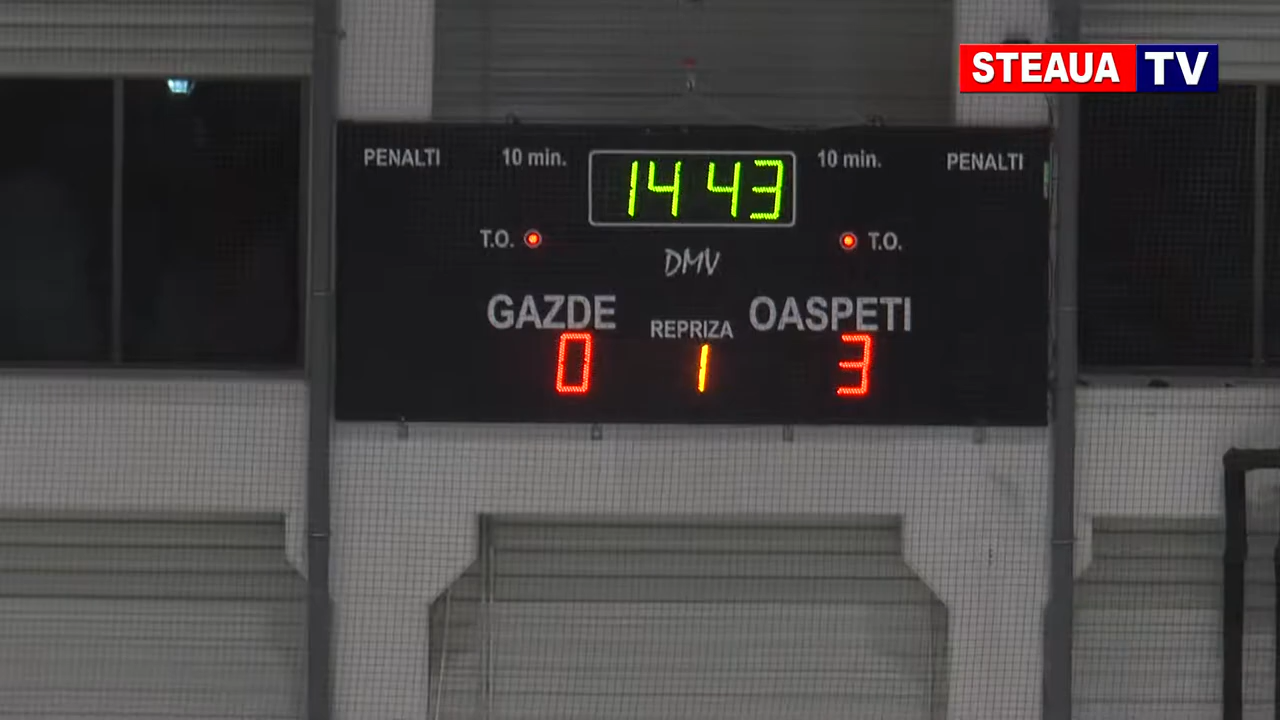 STEAUA TV
PENALTI 10 min. 14 43 10 min. PENALTI
T.O. T.O.
DMV
GAZDE REPRIZA OASPETI
0 1 3